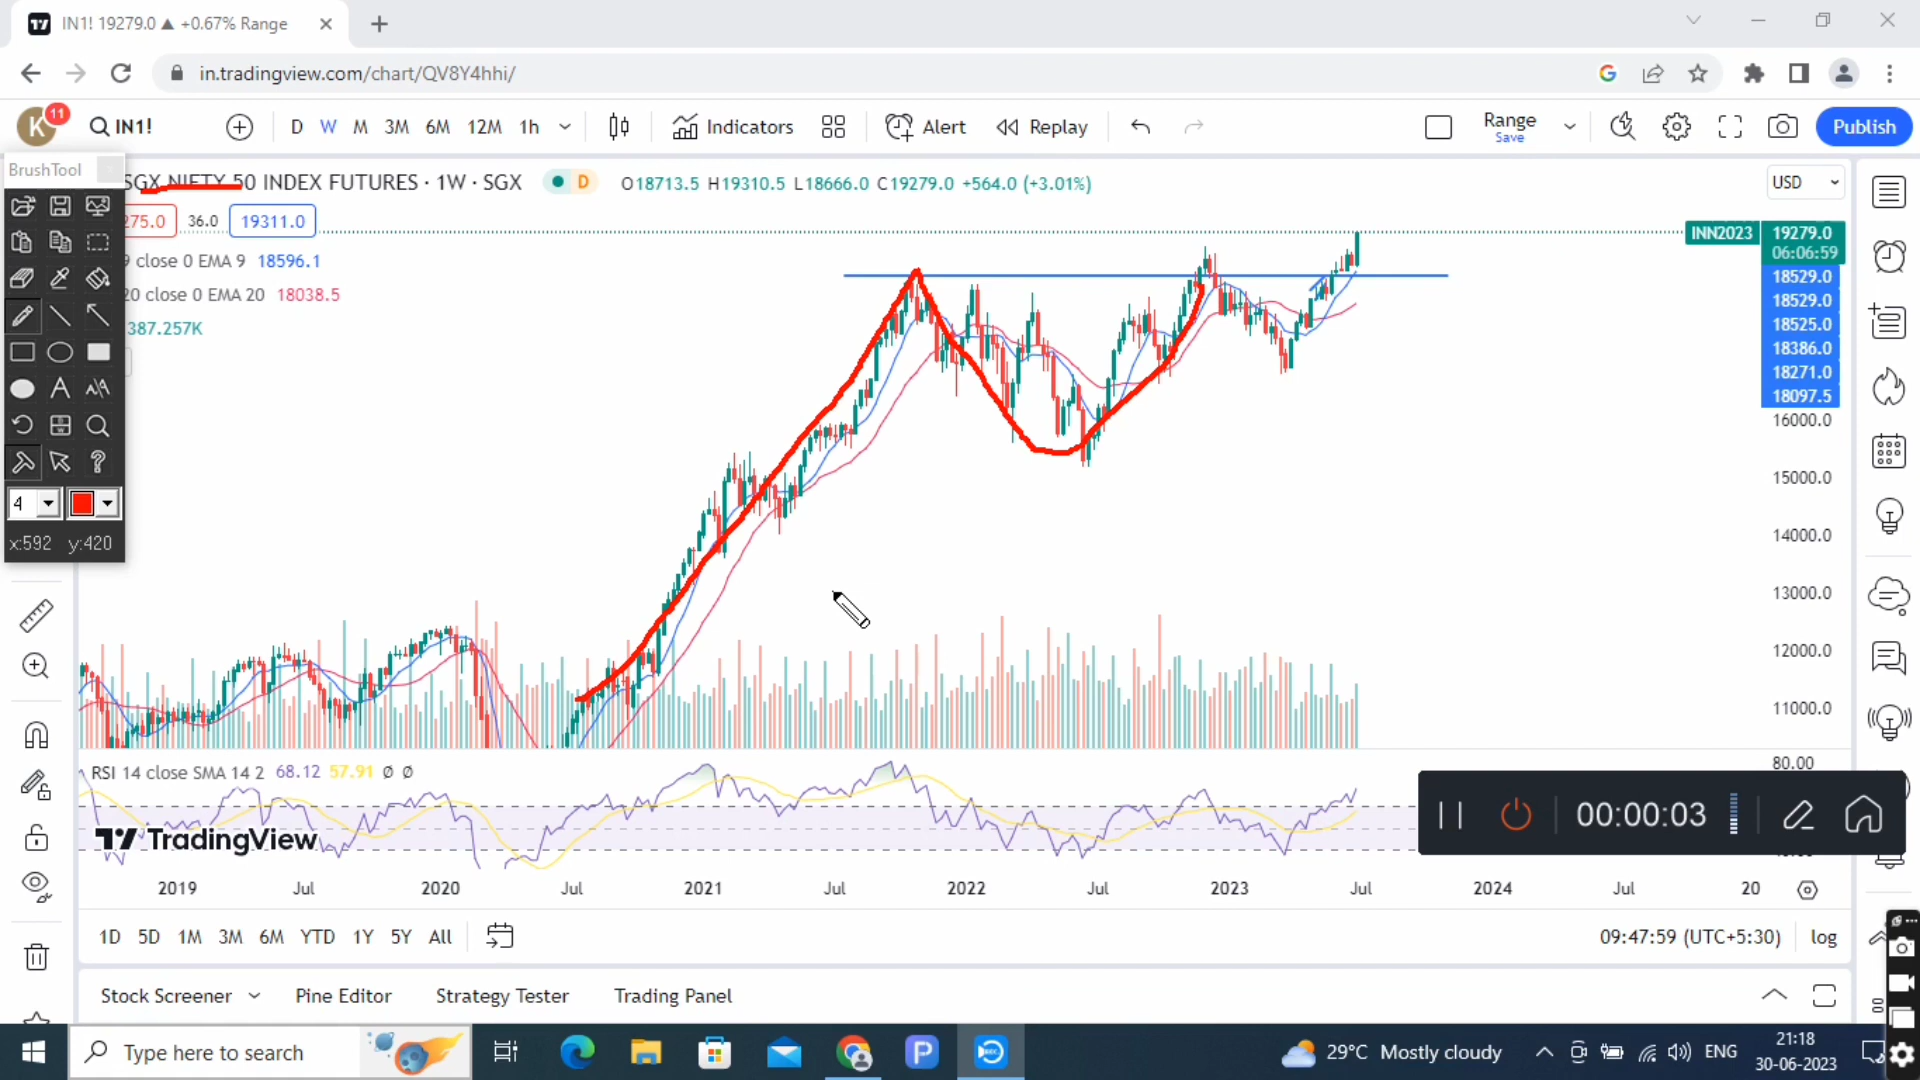 IN1! 19279.0 ▲ +0.67% Range
in.tradingview.com/chart/QV8Y4hhi/
K 11 IN1! D W M 3M 6M 12M 1h Indicators Alert Replay Range Save Publish
BrushTool
SGX NIFTY 50 INDEX FUTURES · 1W · SGX D O18713.5 H19310.5 L18666.0 C19279.0 +564.0 (+3.01%)
USD
275.0 36.0 19311.0
INN2023 19279.0
06:06:59
9 close 0 EMA 9 18596.1
18529.0
20 close 0 EMA 20 18038.5
18529.0
387.257K
18525.0
18386.0
18271.0
18097.5
16000.0
15000.0
14000.0
13000.0
12000.0
11000.0
4
x:592 y:420
RSI 14 close SMA 14 2 68.12 57.91 Ø Ø
80.00
TradingView
00:00:03
2019 Jul 2020 Jul 2021 Jul 2022 Jul 2023 Jul 2024 Jul 20
1D 5D 1M 3M 6M YTD 1Y 5Y All
09:47:59 (UTC+5:30) log
Stock Screener Pine Editor Strategy Tester Trading Panel
Type here to search
REC
29°C Mostly cloudy
ENG
21:18
30-06-2023